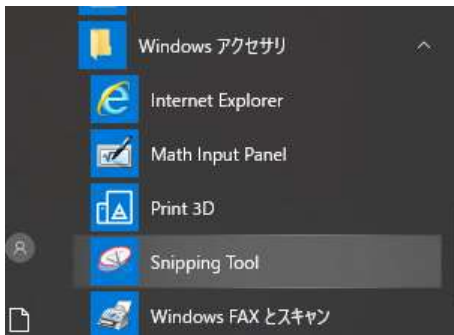 Windows アクセサリ
Internet Explorer
Math Input Panel
Print 3D
Snipping Tool
Windows FAX とスキャン